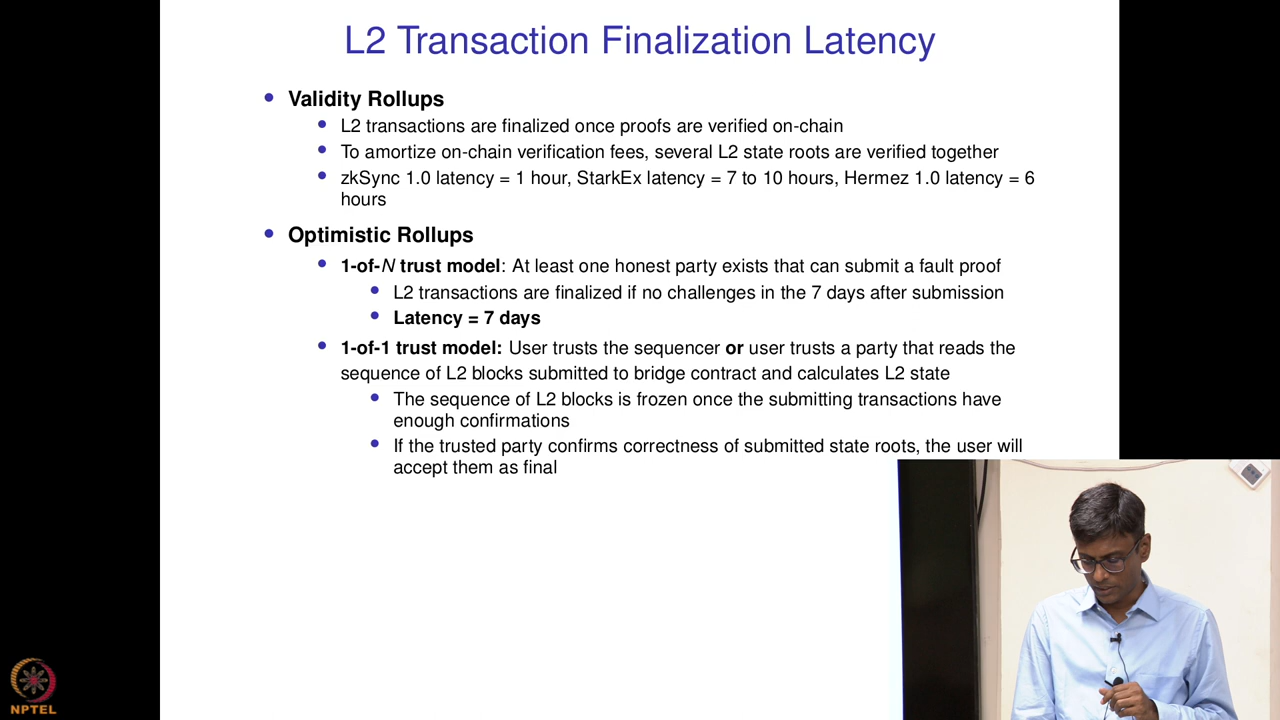 L2 Transaction Finalization Latency
Validity Rollups
L2 transactions are finalized once proofs are verified on-chain
To amortize on-chain verification fees, several L2 state roots are verified together
zkSync 1.0 latency = 1 hour, StarkEx latency = 7 to 10 hours, Hermez 1.0 latency = 6
hours
Optimistic Rollups
1-of-N trust model: At least one honest party exists that can submit a fault proof
L2 transactions are finalized if no challenges in the 7 days after submission
Latency = 7 days
1-of-1 trust model: User trusts the sequencer or user trusts a party that reads the
sequence of L2 blocks submitted to bridge contract and calculates L2 state
The sequence of L2 blocks is frozen once the submitting transactions have
enough confirmations
If the trusted party confirms correctness of submitted state roots, the user will
accept them as final
NPTEL